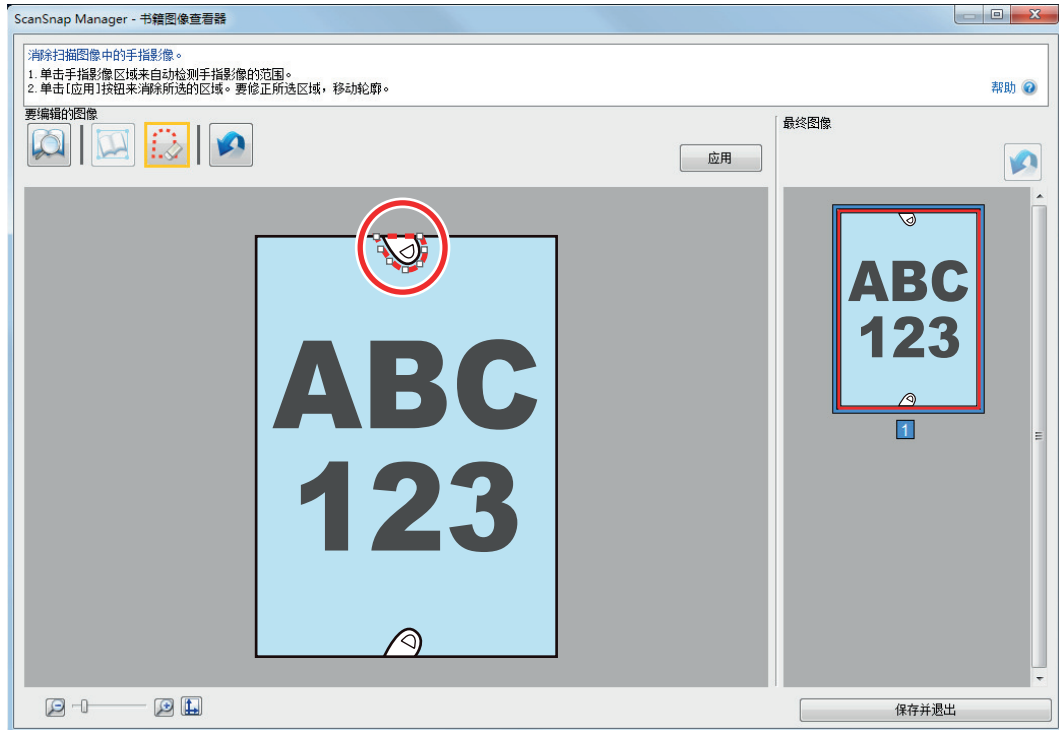 ScanSnap Manager - 书籍图像查看器
消除扫描图像中的手指影像。
1. 单击手指影像区域来自动检测手指影像的范围。
2. 单击[应用]按钮来消除所选的区域。要修正所选区域，移动轮廓。
帮助
要编辑的图像
应用
最终图像
ABC
123
ABC
123
1
保存并退出